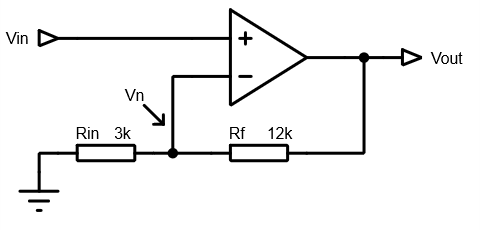 Vin
+
−
Vout
Vn
Rin 3k
Rf 12k